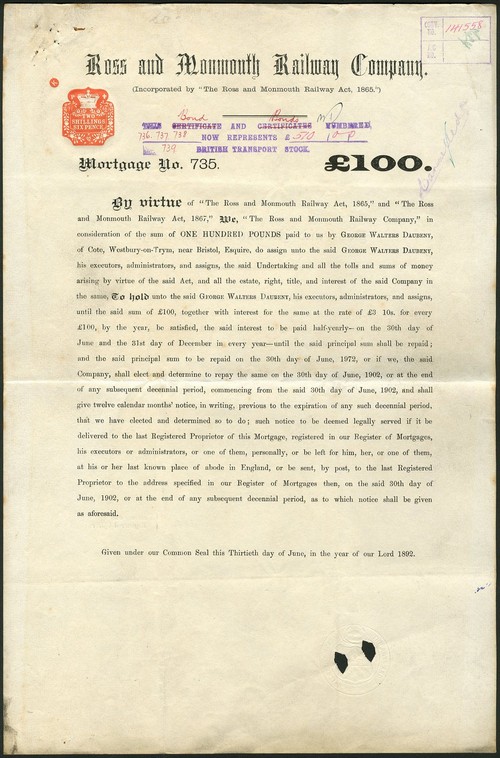 CERT. No. 1A1558
Ross and Monmouth Railway Company.
(Incorporated by "The Ross and Monmouth Railway Act, 1865.")
TWO SHILLINGS & SIX PENCE
Bond Bonds
THIS CERTIFICATE AND CERTIFICATES NUMBERED
736. 737 738 NOW REPRESENTS £ 570
739 BRITISH TRANSPORT STOCK.
Mortgage No. 735. £100.
By virtue of "The Ross and Monmouth Railway Act, 1865," and "The Ross
and Monmouth Railway Act, 1867," We, "The Ross and Monmouth Railway Company," in
consideration of the sum of ONE HUNDRED POUNDS paid to us by George Walters Daubeny,
of Cote, Westbury-on-Trym, near Bristol, Esquire, do assign unto the said George Walters Daubeny,
his executors, administrators, and assigns, the said Undertaking and all the tolls and sums of money
arising by virtue of the said Act, and all the estate, right, title, and interest of the said Company in
the same, To hold unto the said George Walters Daubeny, his executors, administrators, and assigns,
until the said sum of £100, together with interest for the same at the rate of £3 10s. for every
£100, by the year, be satisfied, the said interest to be paid half-yearly—on the 30th day of
June and the 31st day of December in every year—until the said principal sum shall be repaid;
and the said principal sum to be repaid on the 30th day of June, 1972, or if we, the said
Company, shall elect and determine to repay the same on the 30th day of June, 1902, or at the end
of any subsequent decennial period, commencing from the said 30th day of June, 1902, and shall
give twelve calendar months' notice, in writing, previous to the expiration of any such decennial period,
that we have elected and determined so to do; such notice to be deemed legally served if it be
delivered to the last Registered Proprietor of this Mortgage, registered in our Register of Mortgages,
his executors or administrators, or one of them, personally, or be left for him, her, or one of them,
at his or her last known place of abode in England, or be sent, by post, to the last Registered
Proprietor to the address specified in our Register of Mortgages then, on the said 30th day of
June, 1902, or at the end of any subsequent decennial period, as to which notice shall be given
as aforesaid.
Given under our Common Seal this Thirtieth day of June, in the year of our Lord 1892.